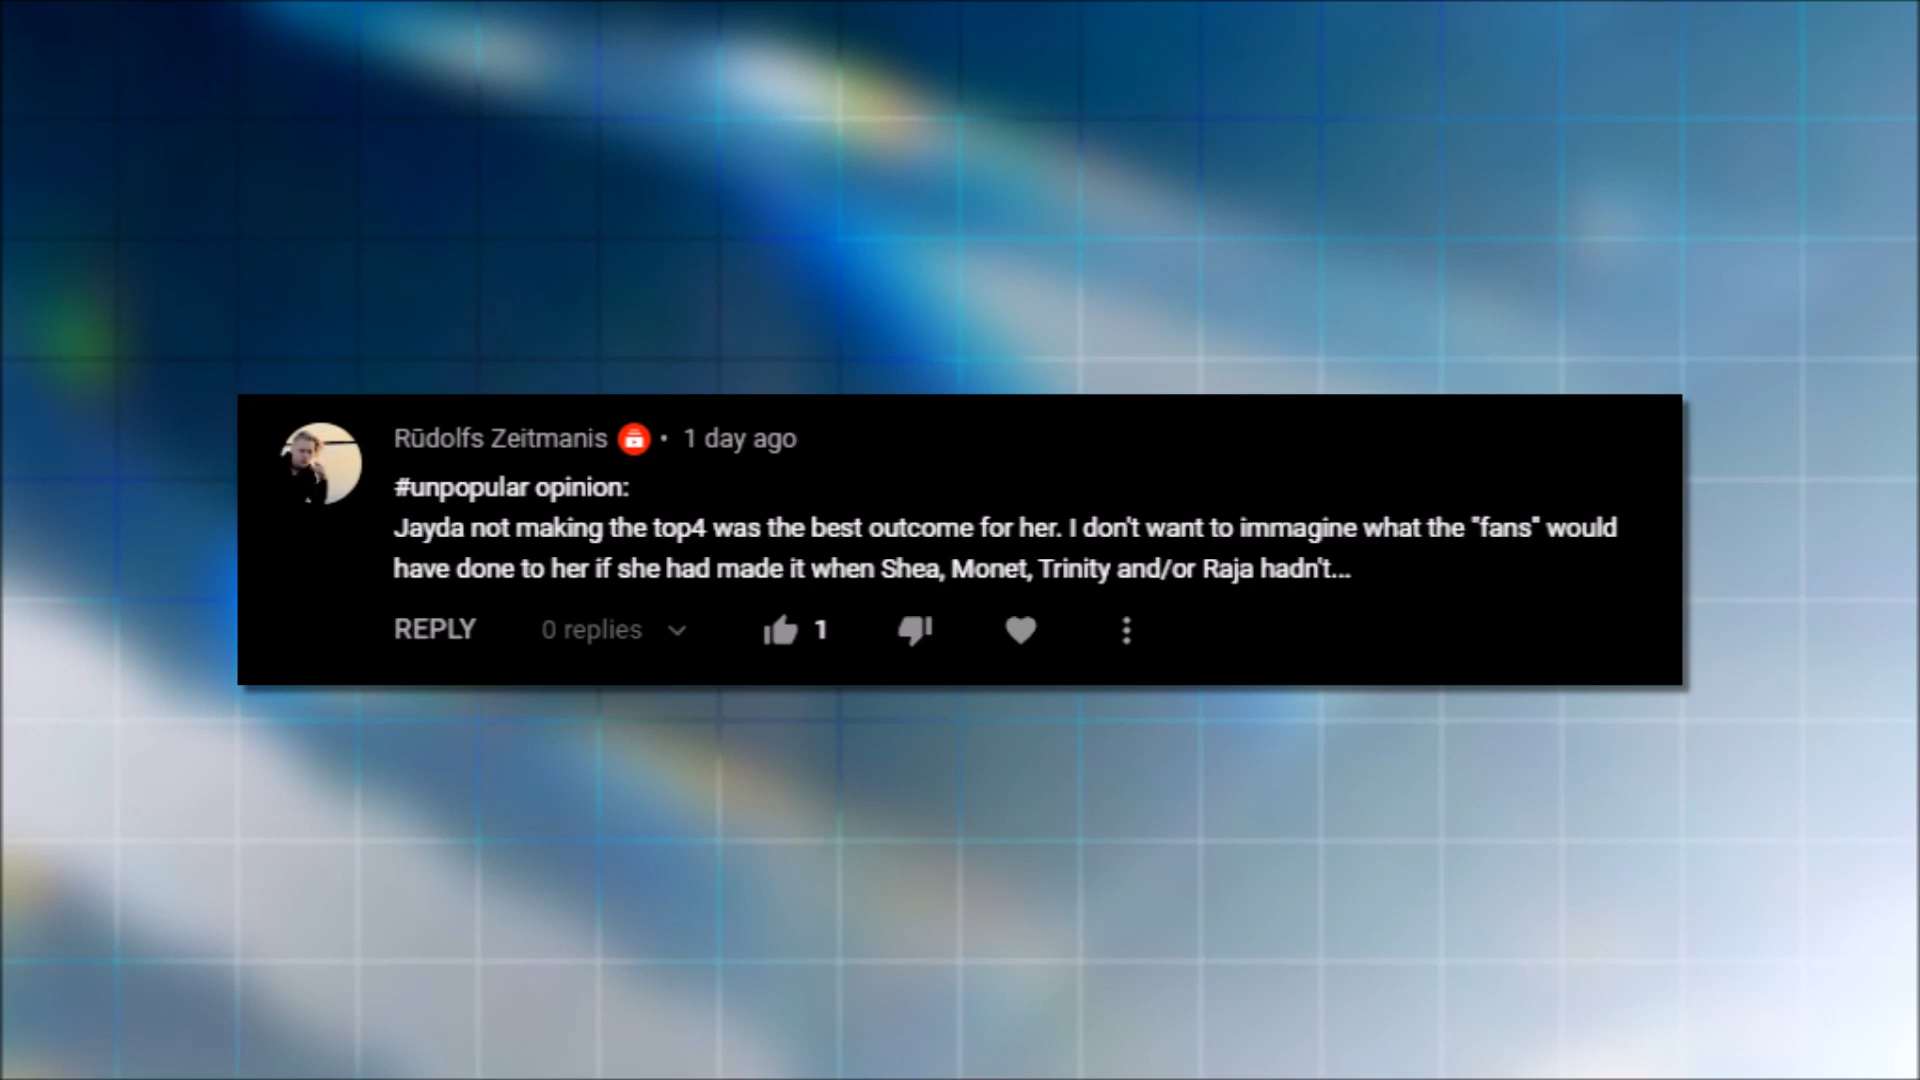 Rūdolfs Zeitmanis • 1 day ago
#unpopular opinion:
Jayda not making the top4 was the best outcome for her. I don't want to immagine what the "fans" would
have done to her if she had made it when Shea, Monet, Trinity and/or Raja hadn't...
REPLY 0 replies 1